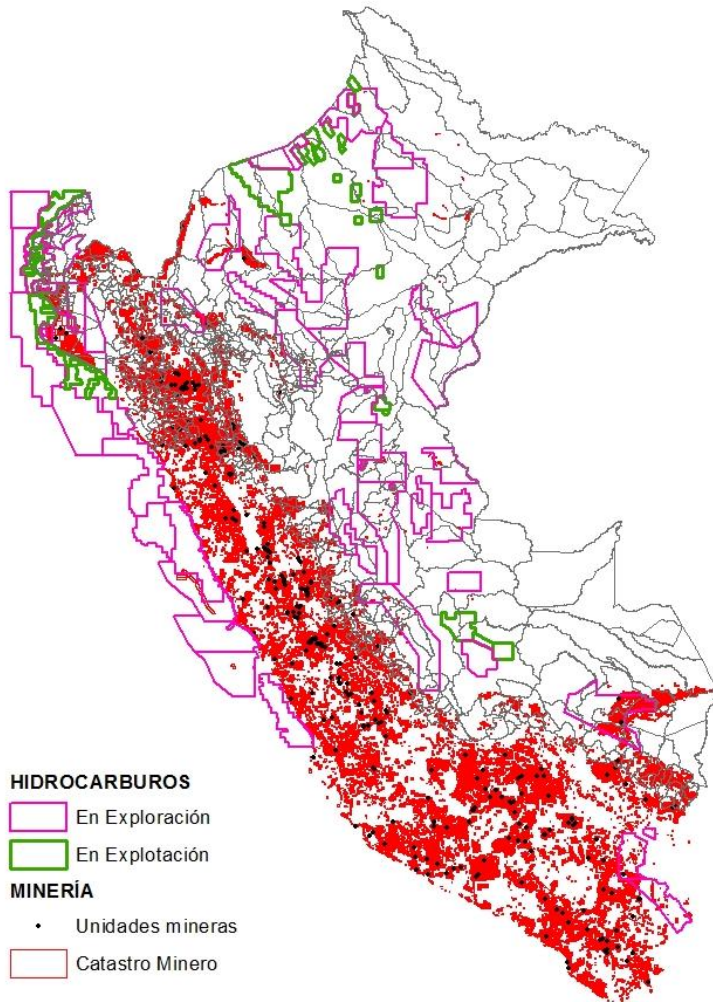 HIDROCARBUROS
En Exploración
En Explotación
MINERÍA
Unidades mineras
Catastro Minero